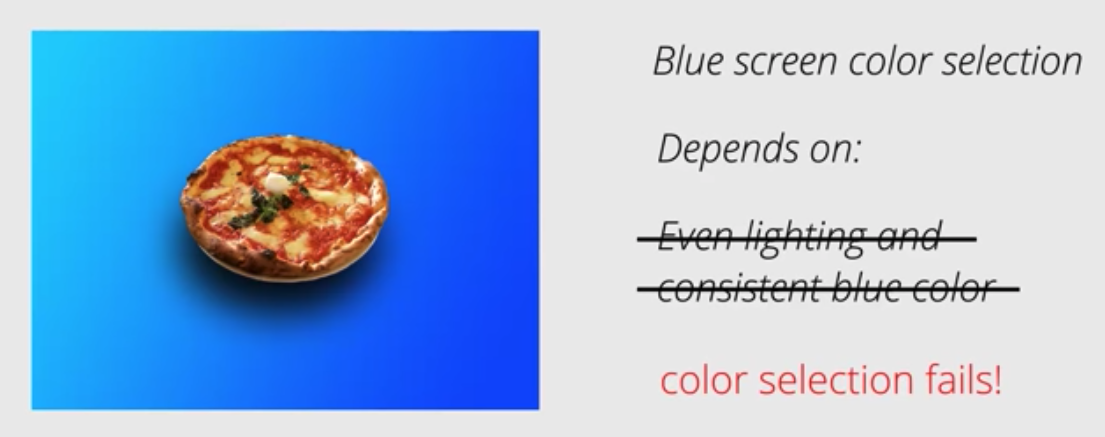 Blue screen color selection
Depends on:
Even lighting and
consistent blue color
color selection fails!